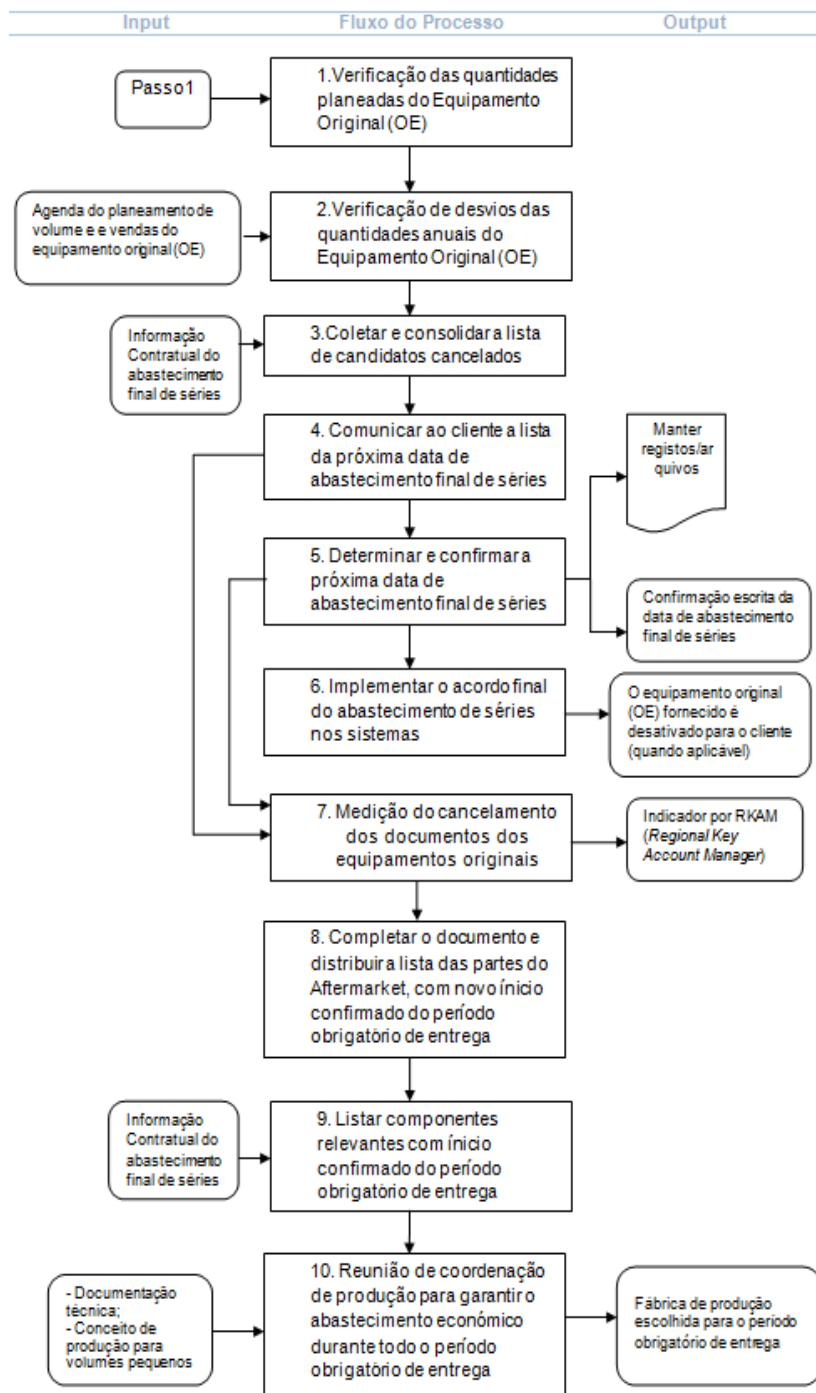 Input
Fluxo do Processo
Output
Passo1
1.Verificação das quantidades
planeadas do Equipamento
Original (OE)
Agenda do planeamento de
volume e e vendas do
equipamento original (OE)
2.Verificação de desvios das
quantidades anuais do
Equipamento Original (OE)
Informação
Contratual do
abastecimento
final de séries
3.Coletar e consolidar a lista
de candidatos cancelados
4. Comunicar ao cliente a lista
da próxima data de
abastecimento final de séries
Manter
registos/ar
quivos
5. Determinar e confirmar a
próxima data de
abastecimento final de séries
Confirmação escrita da
data de abastecimento
final de séries
6. Implementar o acordo final
do abastecimento de séries
nos sistemas
O equipamento original
(OE) fornecido é
desativado para o cliente
(quando aplicável)
7. Medição do cancelamento
dos documentos dos
equipamentos originais
Indicador por RKAM
(Regional Key
Account Manager)
8. Completar o documento e
distribuir a lista das partes do
Aftermarket, com novo ínicio
confirmado do período
obrigatório de entrega
Informação
Contratual do
abastecimento
final de séries
9. Listar componentes
relevantes com ínicio
confirmado do período
obrigatório de entrega
- Documentação
técnica;
- Conceito de
produção para
volumes pequenos
10. Reunião de coordenação
de produção para garantir o
abastecimento económico
durante todo o período
obrigatório de entrega
Fábrica de produção
escolhida para o período
obrigatório de entrega